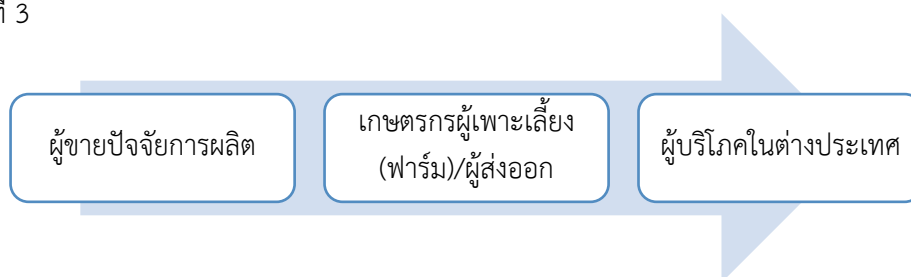 ที่ 3
ผู้ขายปัจจัยการผลิต
เกษตรกรผู้เพาะเลี้ยง
(ฟาร์ม)/ผู้ส่งออก
ผู้บริโภคในต่างประเทศ